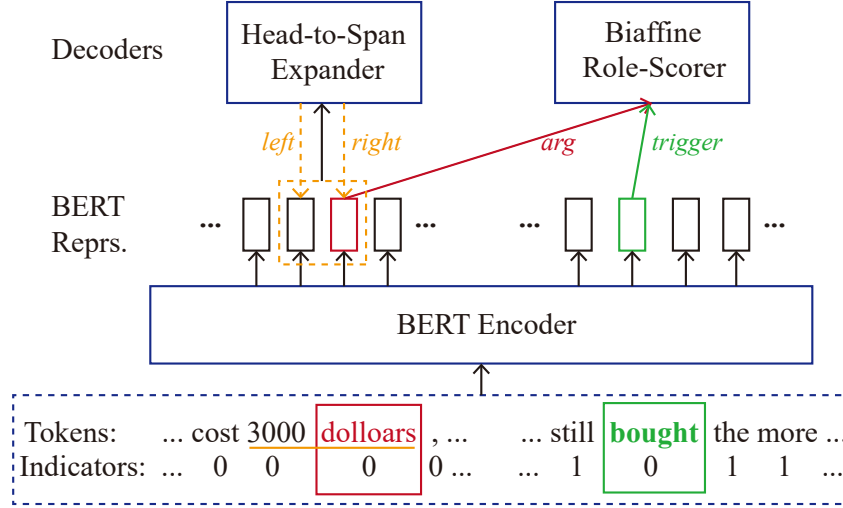 Decoders
Head-to-Span
Expander
Biaffine
Role-Scorer
left
right
arg
trigger
BERT
Reprs.
... ... ... ...
BERT Encoder
Tokens: ... cost 3000 dolloars , ... ... still bought the more ...
Indicators: ... 0 0 0 0 ... ... 1 0 1 1 ...